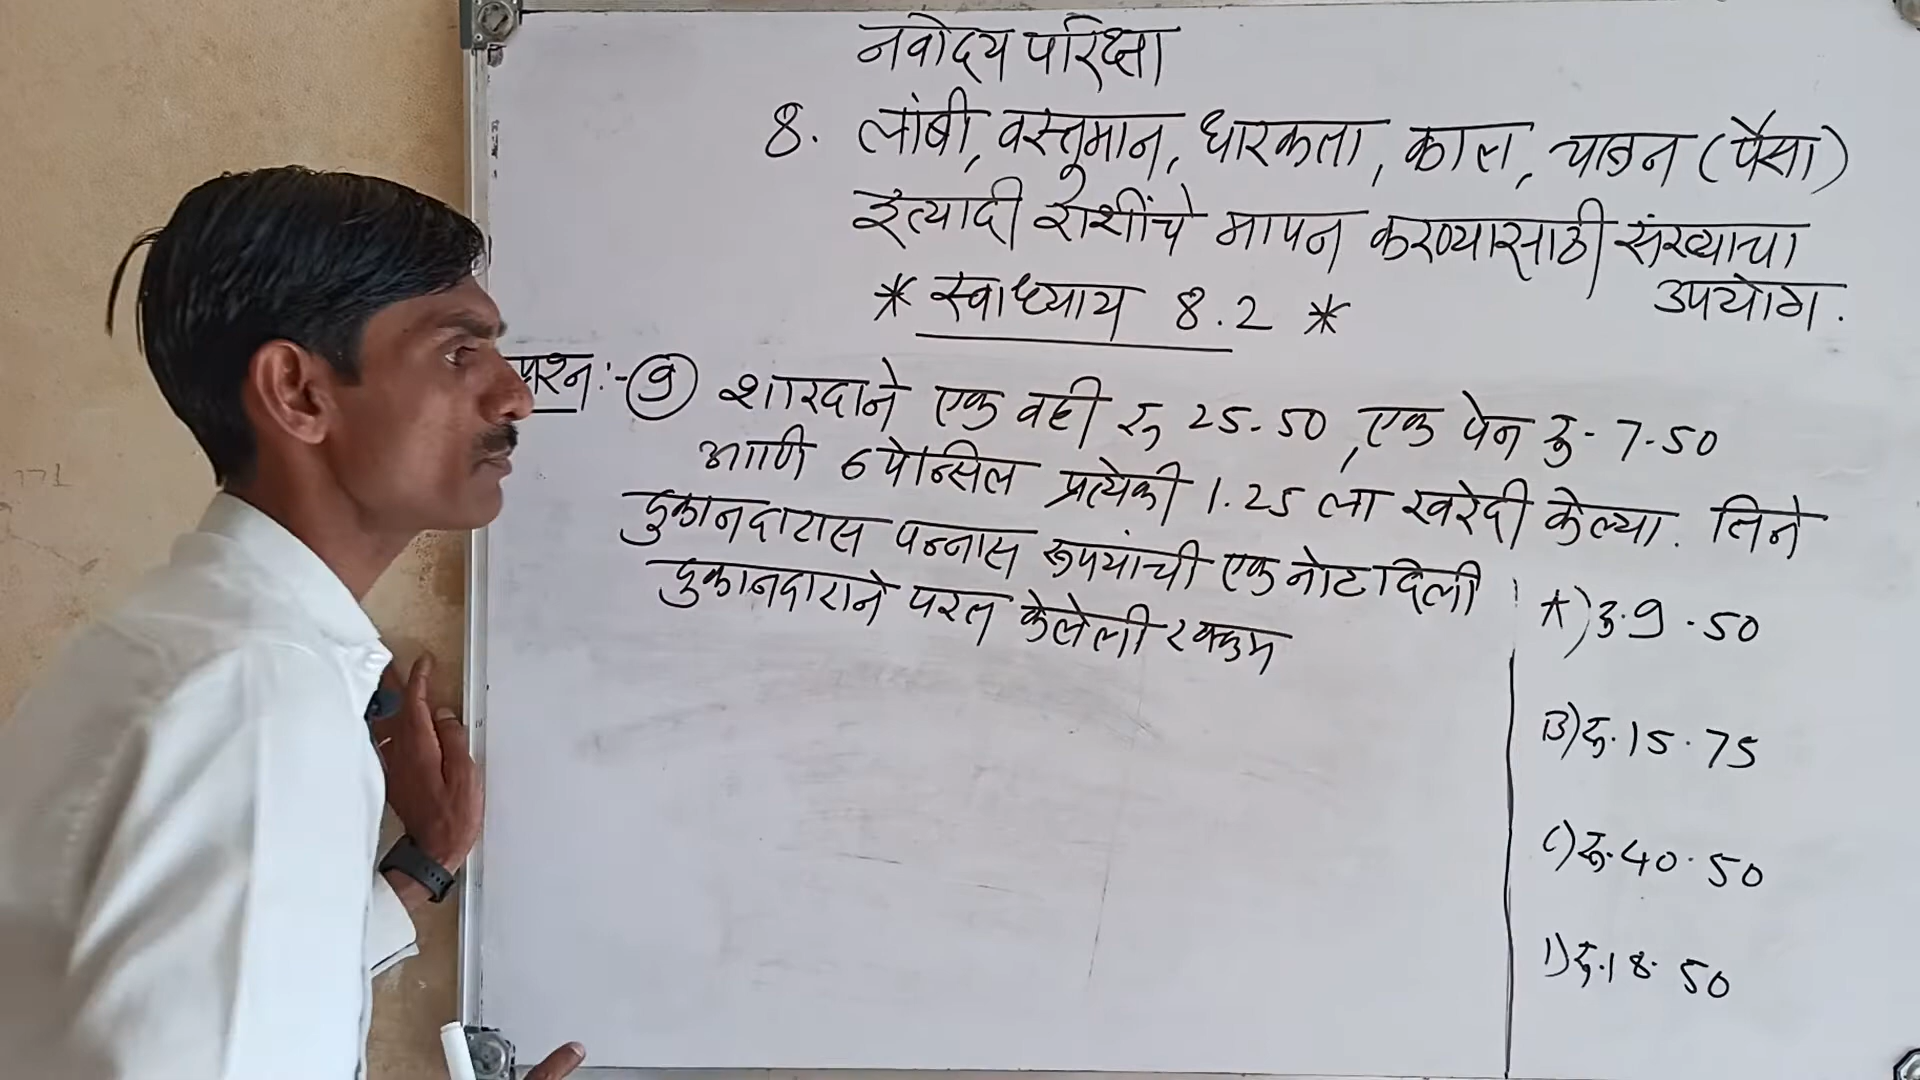 नवोदय परिक्षा
8. लांबी, वस्तुमान, धारकता, काल, चलन (पैसा)
इत्यादी राशींचे मापन करण्यासाठी संख्याचा
उपयोग.
* स्वाध्याय 8.2 *
प्रश्न:- (9) शारदाने एक वही रु 25.50, एक पेन रु. 7.50
आणि 6 पेन्सिल प्रत्येकी 1.25 ला खरेदी केल्या. तिने
दुकानदारास पन्नास रूपयांची एक नोट दिली
दुकानदाराने परत केलेली रक्कम
A) रु. 9.50
B) रु. 15.75
C) रु. 40.50
D) रु. 18.50